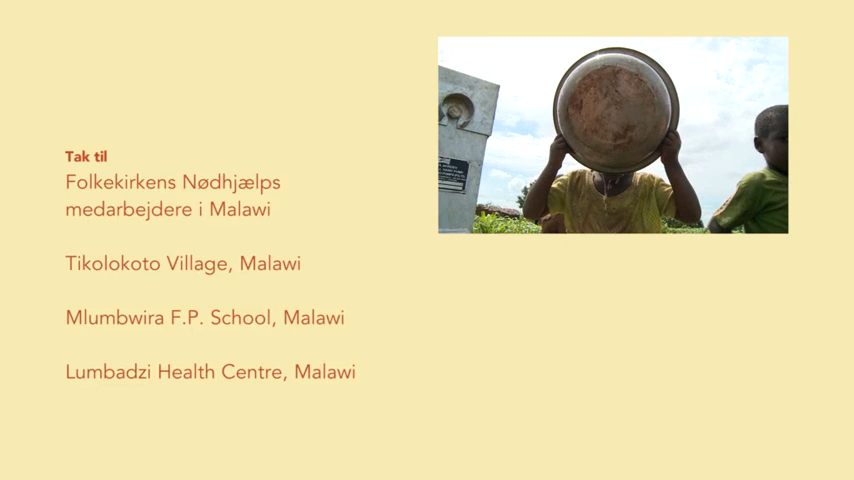 Tak til
Folkekirkens Nødhjælps
medarbejdere i Malawi
Tikolokoto Village, Malawi
Mlumbwira F.P. School, Malawi
Lumbadzi Health Centre, Malawi